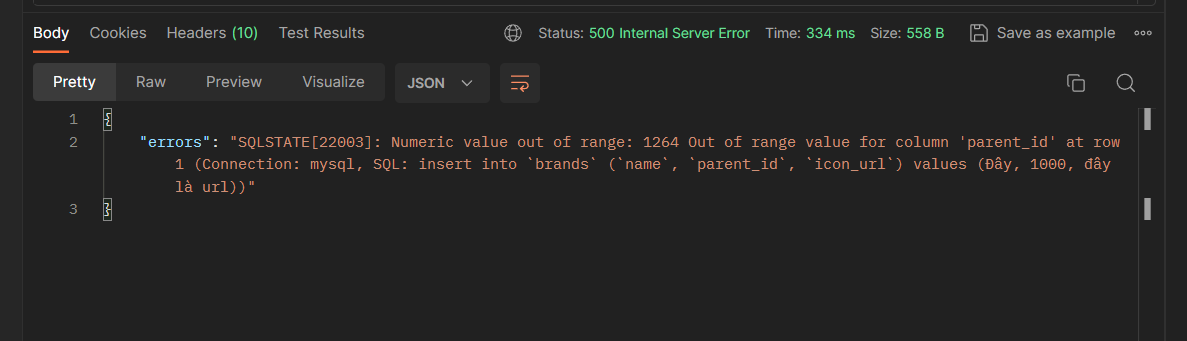 Body Cookies Headers (10) Test Results Status: 500 Internal Server Error Time: 334 ms Size: 558 B Save as example
Pretty Raw Preview Visualize JSON
1 {
2 "errors": "SQLSTATE[22003]: Numeric value out of range: 1264 Out of range value for column 'parent_id' at row
1 (Connection: mysql, SQL: insert into `brands` (`name`, `parent_id`, `icon_url`) values (Đây, 1000, đây
là url))"
3 }